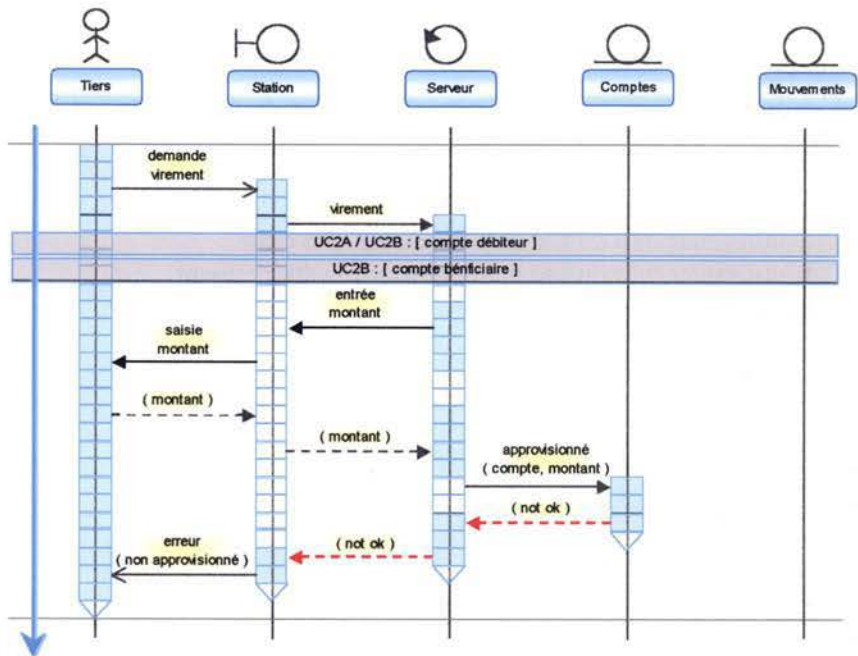 Tiers
Station
Serveur
Comptes
Mouvements
demande
virement
virement
UC2A / UC2B : [ compte débiteur ]
UC2B : [ compte bénficiaire ]
entrée
montant
saisie
montant
( montant )
( montant )
approvisionné
( compte, montant )
( not ok )
( not ok )
erreur
( non approvisionné )